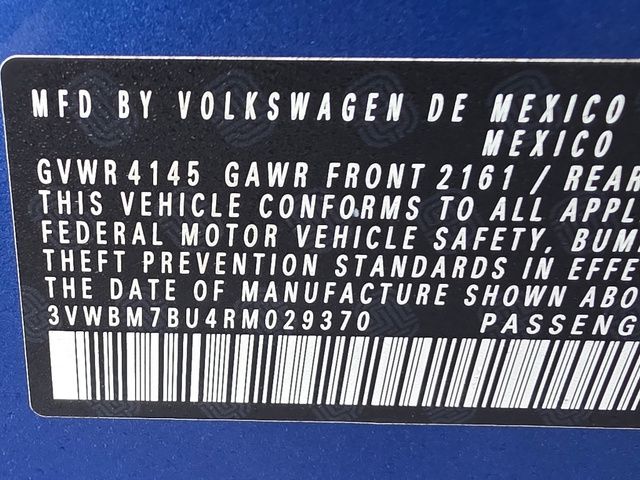 MFD BY VOLKSWAGEN DE MEXICO
MEXICO
GVWR 4145 GAWR FRONT 2161 / REAR
THIS VEHICLE CONFORMS TO ALL APPL
FEDERAL MOTOR VEHICLE SAFETY, BUM
THEFT PREVENTION STANDARDS IN EFFE
THE DATE OF MANUFACTURE SHOWN ABO
3VWBM7BU4RM029370 PASSENG